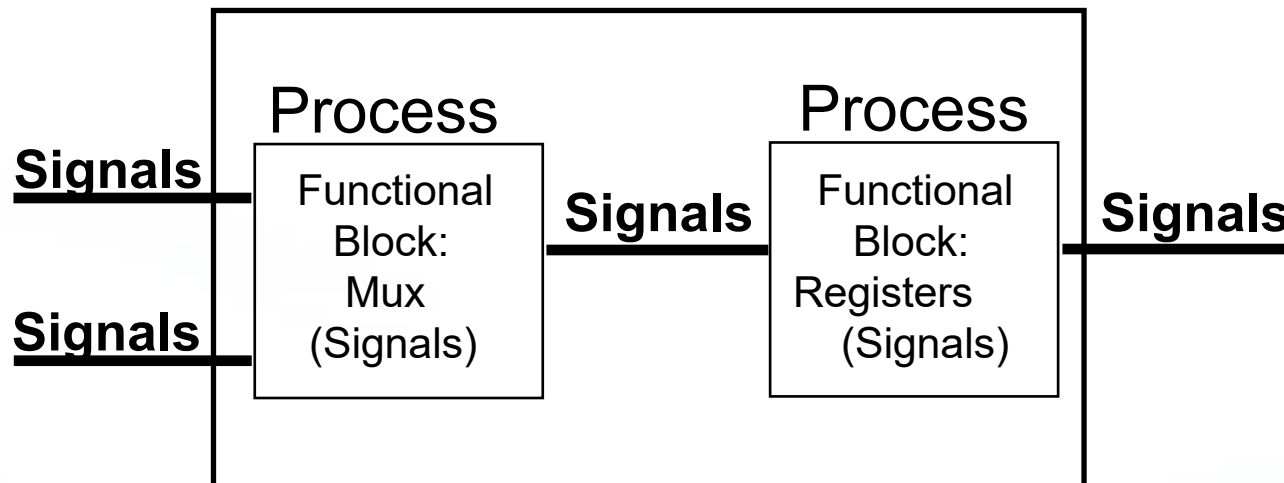 Process
Process
Signals
Signals
Functional
Block:
Mux
(Signals)
Signals
Functional
Block:
Registers
(Signals)
Signals